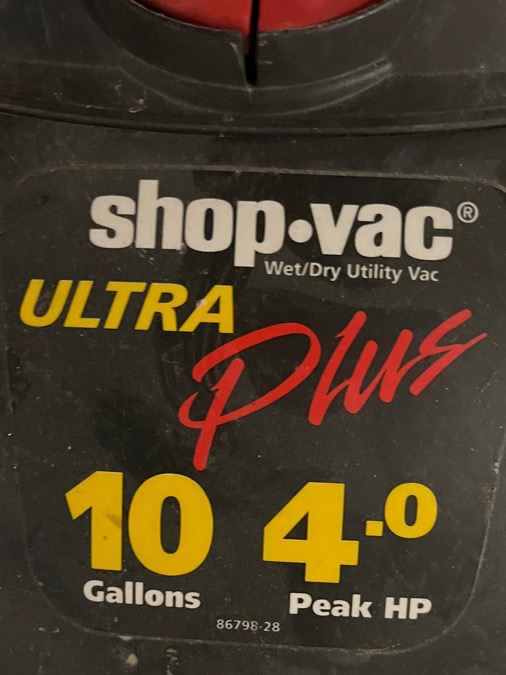 shop•vac®
Wet/Dry Utility Vac
ULTRA
Plus
10 4.0
Gallons Peak HP
86798-28